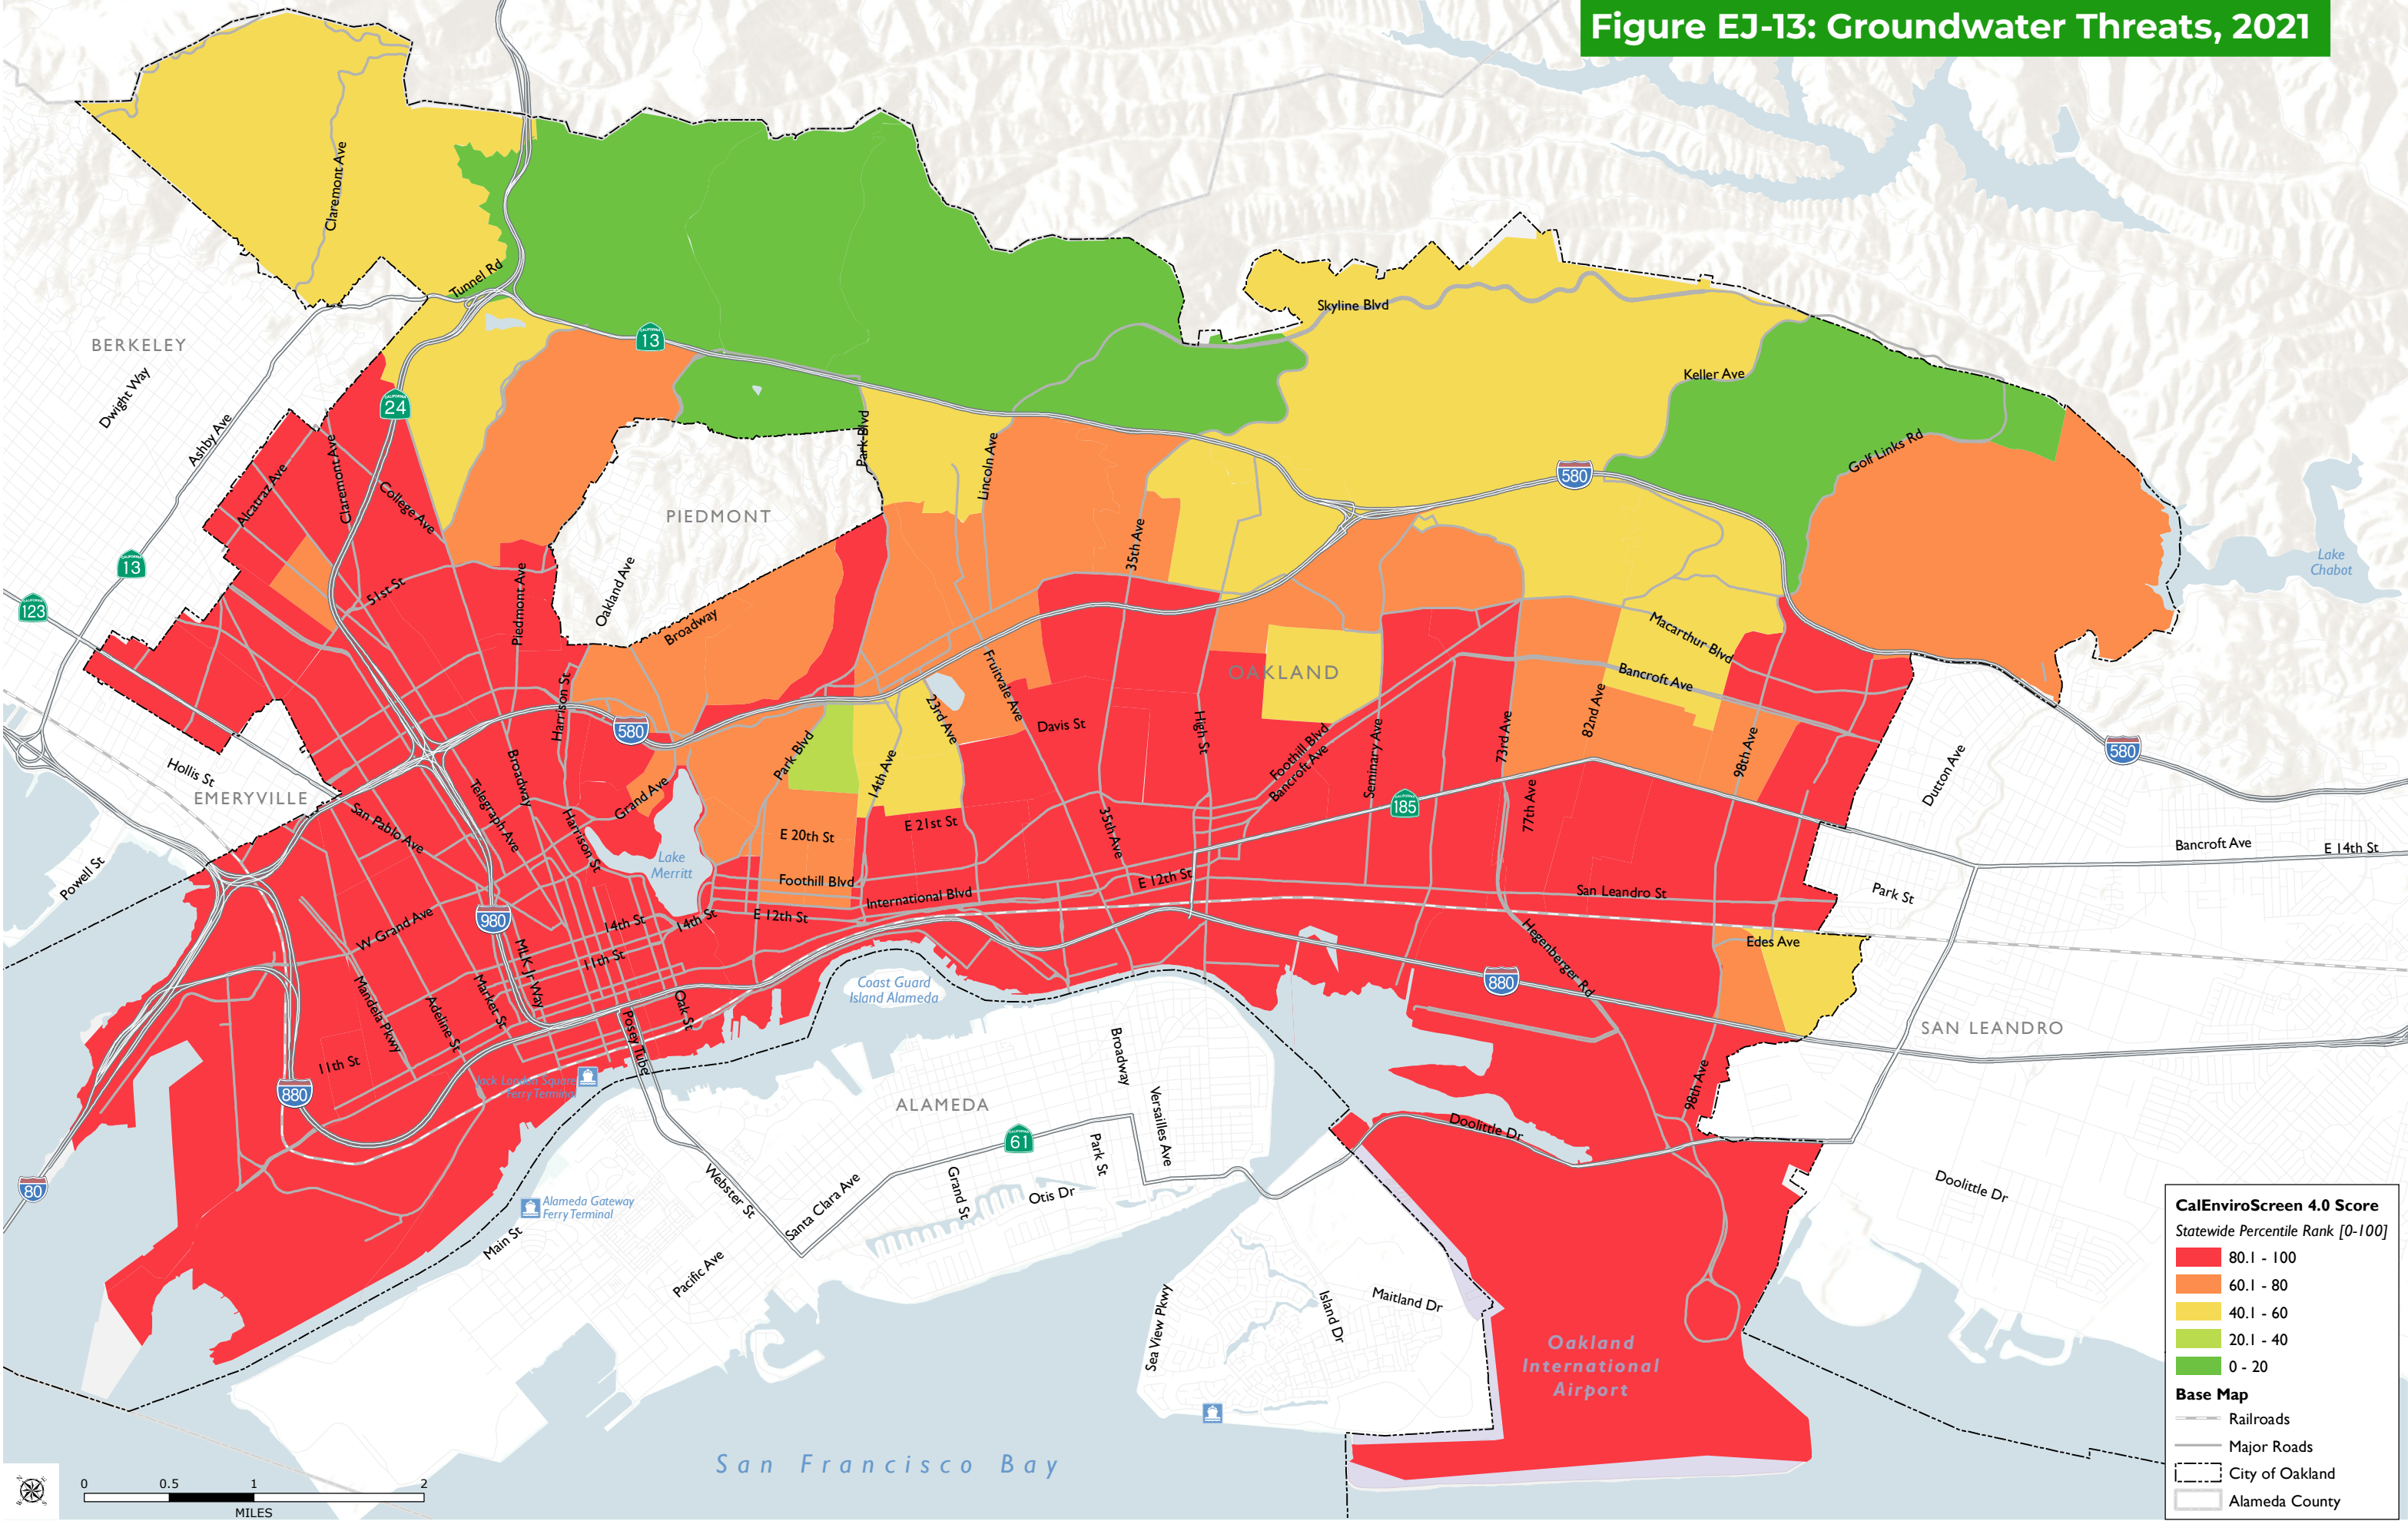 Figure EJ-13: Groundwater Threats, 2021
Claremont Ave
Tunnel Rd
13
Skyline Blvd
BERKELEY
Dwight Way
Ashby Ave
24
Keller Ave
Alcatraz Ave
Claremont Ave
College Ave
Park Blvd
Lincoln Ave
Golf Links Rd
580
PIEDMONT
13
123
51st St
Piedmont Ave
Oakland Ave
Broadway
35th Ave
Lake
Chabot
Macarthur Blvd
OAKLAND
Bancroft Ave
Harrison St
580
Fruitvale Ave
23rd Ave
Davis St
High St
Foothill Blvd
Bancroft Ave
Seminary Ave
73rd Ave
82nd Ave
98th Ave
580
Hollis St
EMERYVILLE
Broadway
Telegraph Ave
Park Blvd
14th Ave
Dutton Ave
San Pablo Ave
Grand Ave
Harrison St
185
77th Ave
35th Ave
E 21st St
E 20th St
Bancroft Ave
E 14th St
Powell St
Lake
Merritt
Foothill Blvd
International Blvd
E 12th St
E 12th St
San Leandro St
Park St
980
W Grand Ave
14th St
14th St
11th St
Edes Ave
MLK Jr Way
Market St
Mandela Pkwy
Adeline St
Oak St
Posey Tube
Coast Guard
Island Alameda
Hegenberger Rd
880
SAN LEANDRO
11th St
880
Jack London Square
Ferry Terminal
Broadway
Versailles Ave
98th Ave
ALAMEDA
61
Park St
Doolittle Dr
80
Alameda Gateway
Ferry Terminal
Main St
Webster St
Santa Clara Ave
Grand St
Otis Dr
Pacific Ave
Doolittle Dr
Sea View Pkwy
Island Dr
Maitland Dr
Oakland
International
Airport
San Francisco Bay
CalEnviroScreen 4.0 Score
Statewide Percentile Rank [0-100]
80.1 - 100
60.1 - 80
40.1 - 60
20.1 - 40
0 - 20
Base Map
Railroads
Major Roads
City of Oakland
Alameda County
0 0.5 1 2
MILES